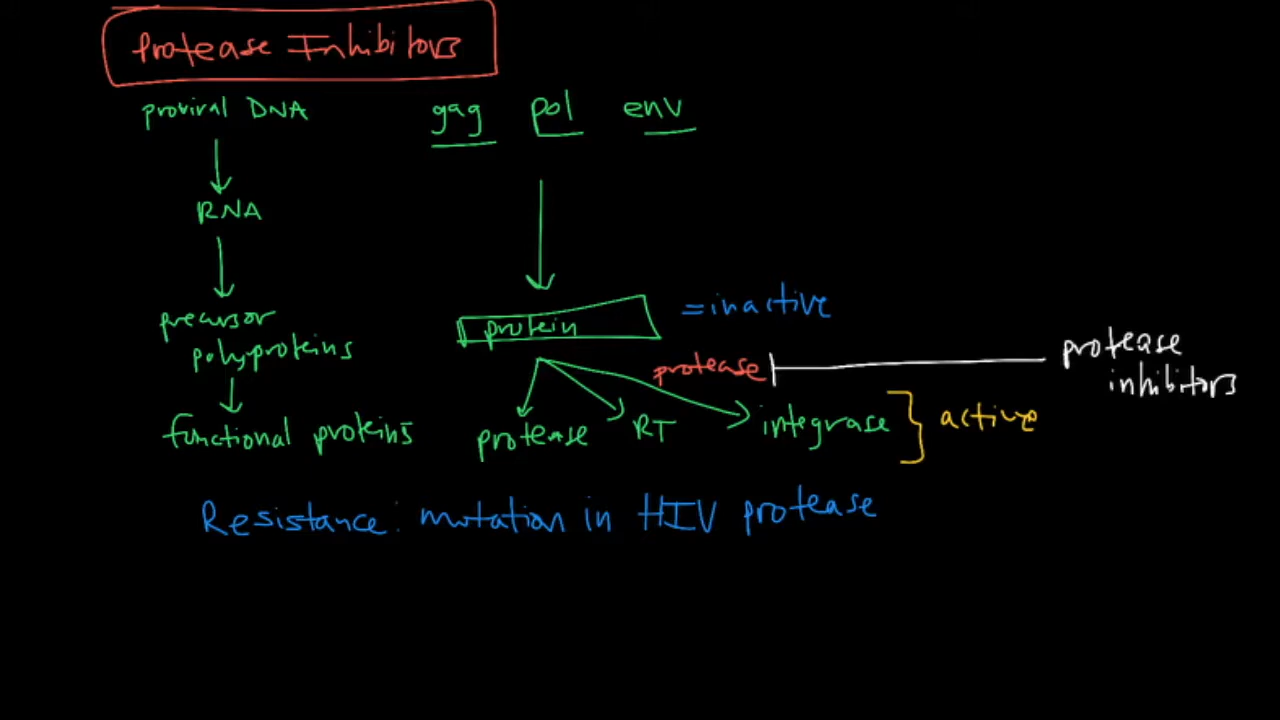 Protease Inhibitors
proviral DNA
gag pol env
RNA
precursor
polyproteins
protein
=inactive
protease
protease
inhibitors
functional proteins
protease RT integrase
active
Resistance: mutation in HIV protease